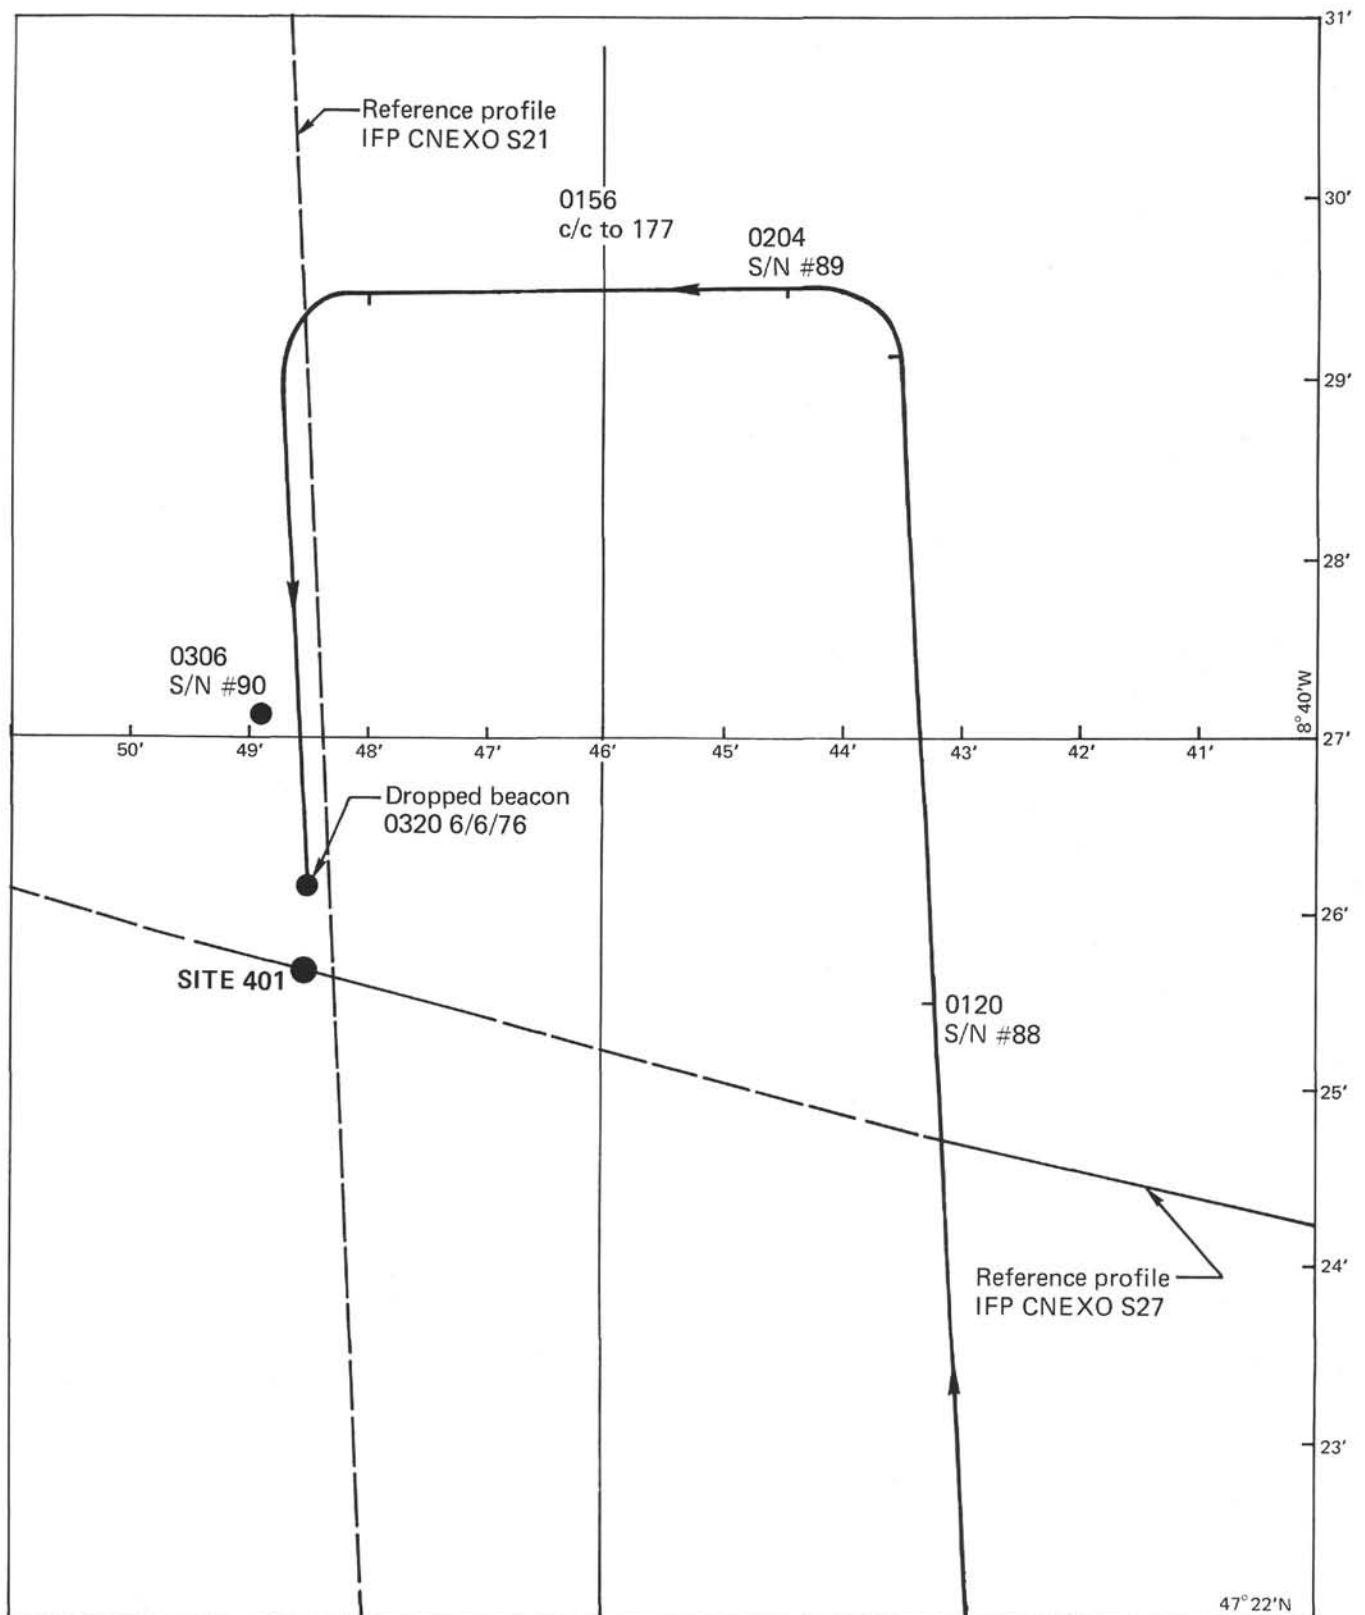 31'
Reference profile
IFP CNEXO S21
0156
c/c to 177
30'
0204
S/N #89
29'
28'
0306
S/N #90
8°40'W
50'
49'
48'
47'
46'
45'
44'
43'
42'
41'
27'
Dropped beacon
0320 6/6/76
26'
SITE 401
0120
S/N #88
25'
24'
Reference profile
IFP CNEXO S27
23'
47°22'N